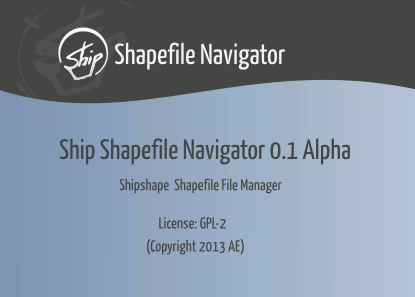 Ship Shapefile Navigator
Ship Shapefile Navigator 0.1 Alpha
Shipshape Shapefile File Manager
License: GPL-2
(Copyright 2013 AE)